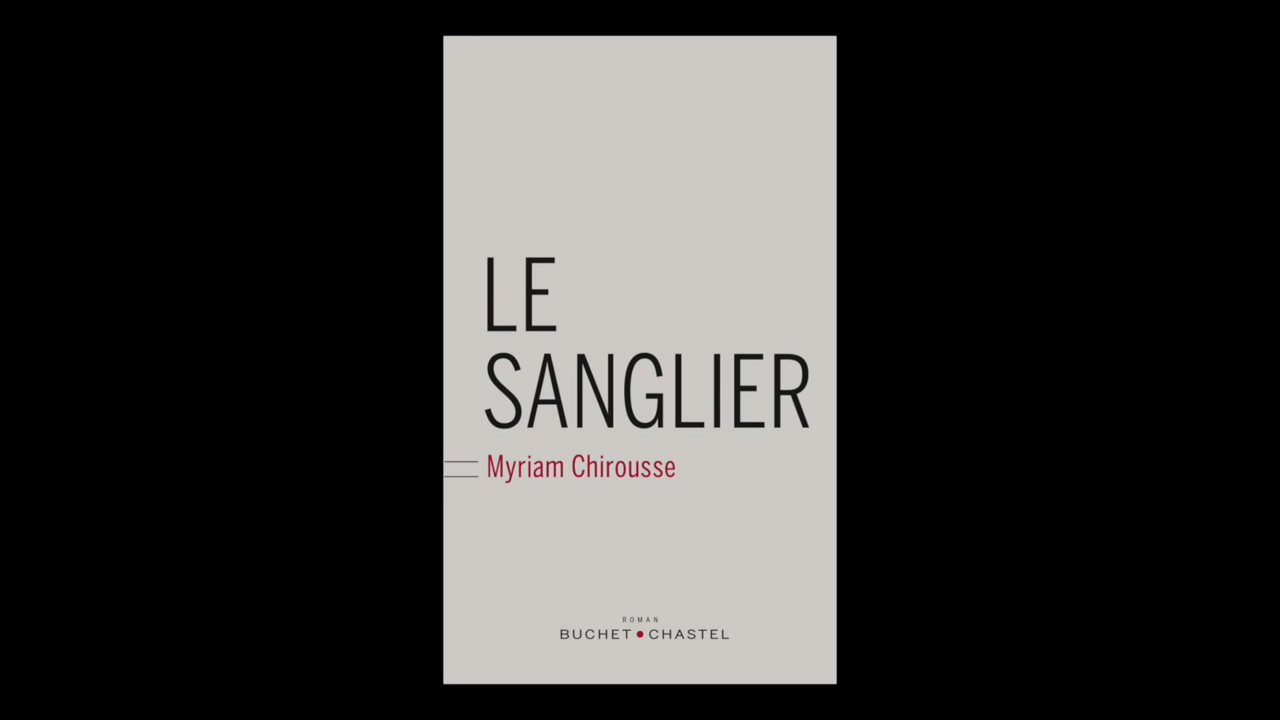 LE
SANGLIER
Myriam Chirousse
ROMAN
BUCHET•CHASTEL